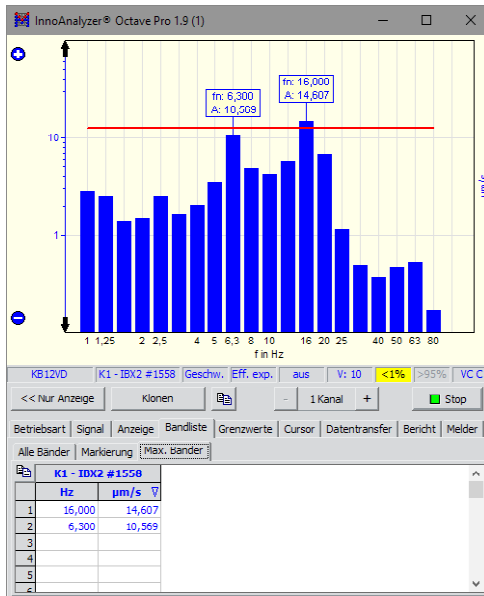 InnoAnalyzer® Octave Pro 1.9 (1)
fn: 6,300
A: 10,569
fn: 16,000
A: 14,607
10
1
1 1,25 2 2,5 4 5 6,3 8 10 16 20 25 40 50 63 80
f in Hz
µm/s
KB12VD K1 - IBX2 #1558 Geschw. Eff. exp. aus V: 10 <1% >95% VC C
<< Nur Anzeige Klonen - 1 Kanal + Stop
Betriebsart Signal Anzeige Bandliste Grenzwerte Cursor Datentransfer Bericht Melder
Alle Bänder Markierung Max. Bänder
K1 - IBX2 #1558
Hz µm/s
1 16,000 14,607
2 6,300 10,569
3
4
5
6